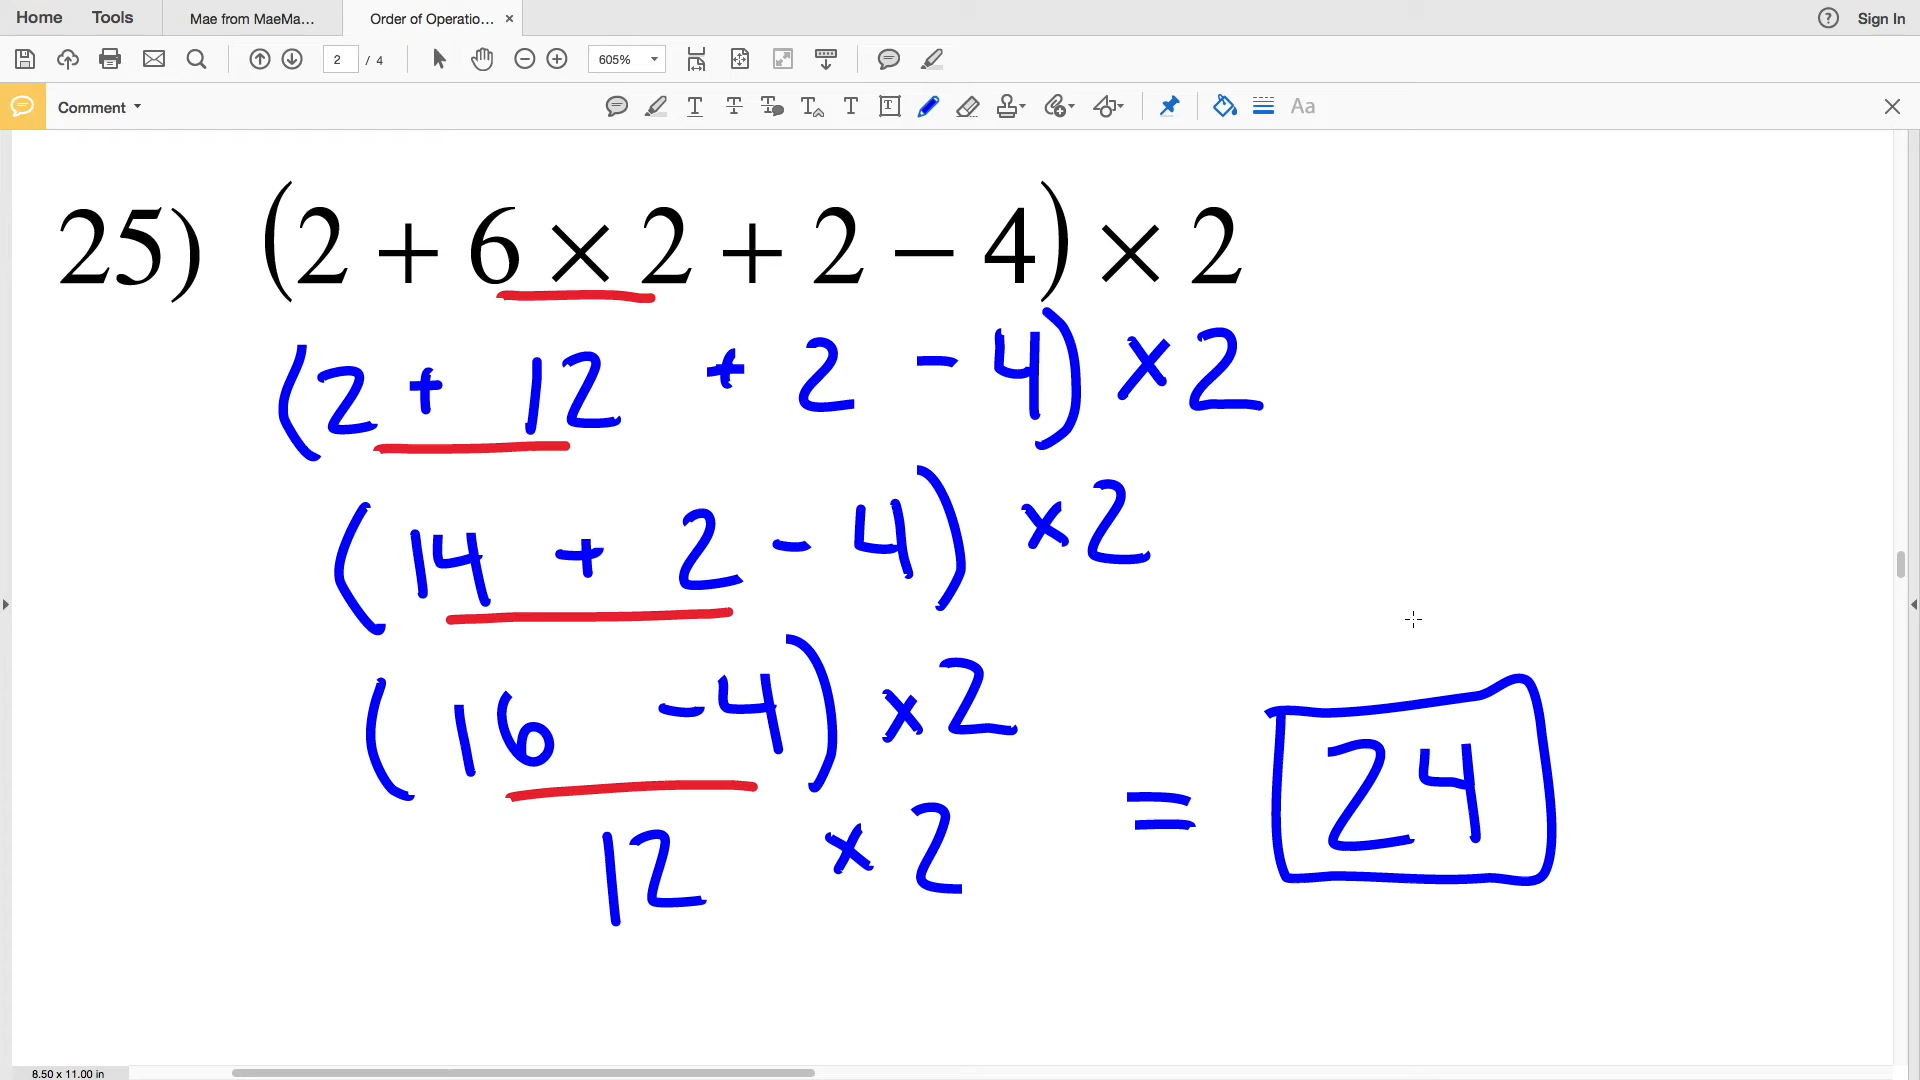 Home Tools Mae from MaeMa... Order of Operatio... × ? Sign In
2 / 4 605%
Comment Aa
25) (2 + 6 × 2 + 2 − 4) × 2
(2 + 12 + 2 - 4) × 2
(14 + 2 - 4) × 2
(16 - 4) × 2
12 × 2 = 24
8.50 x 11.00 in